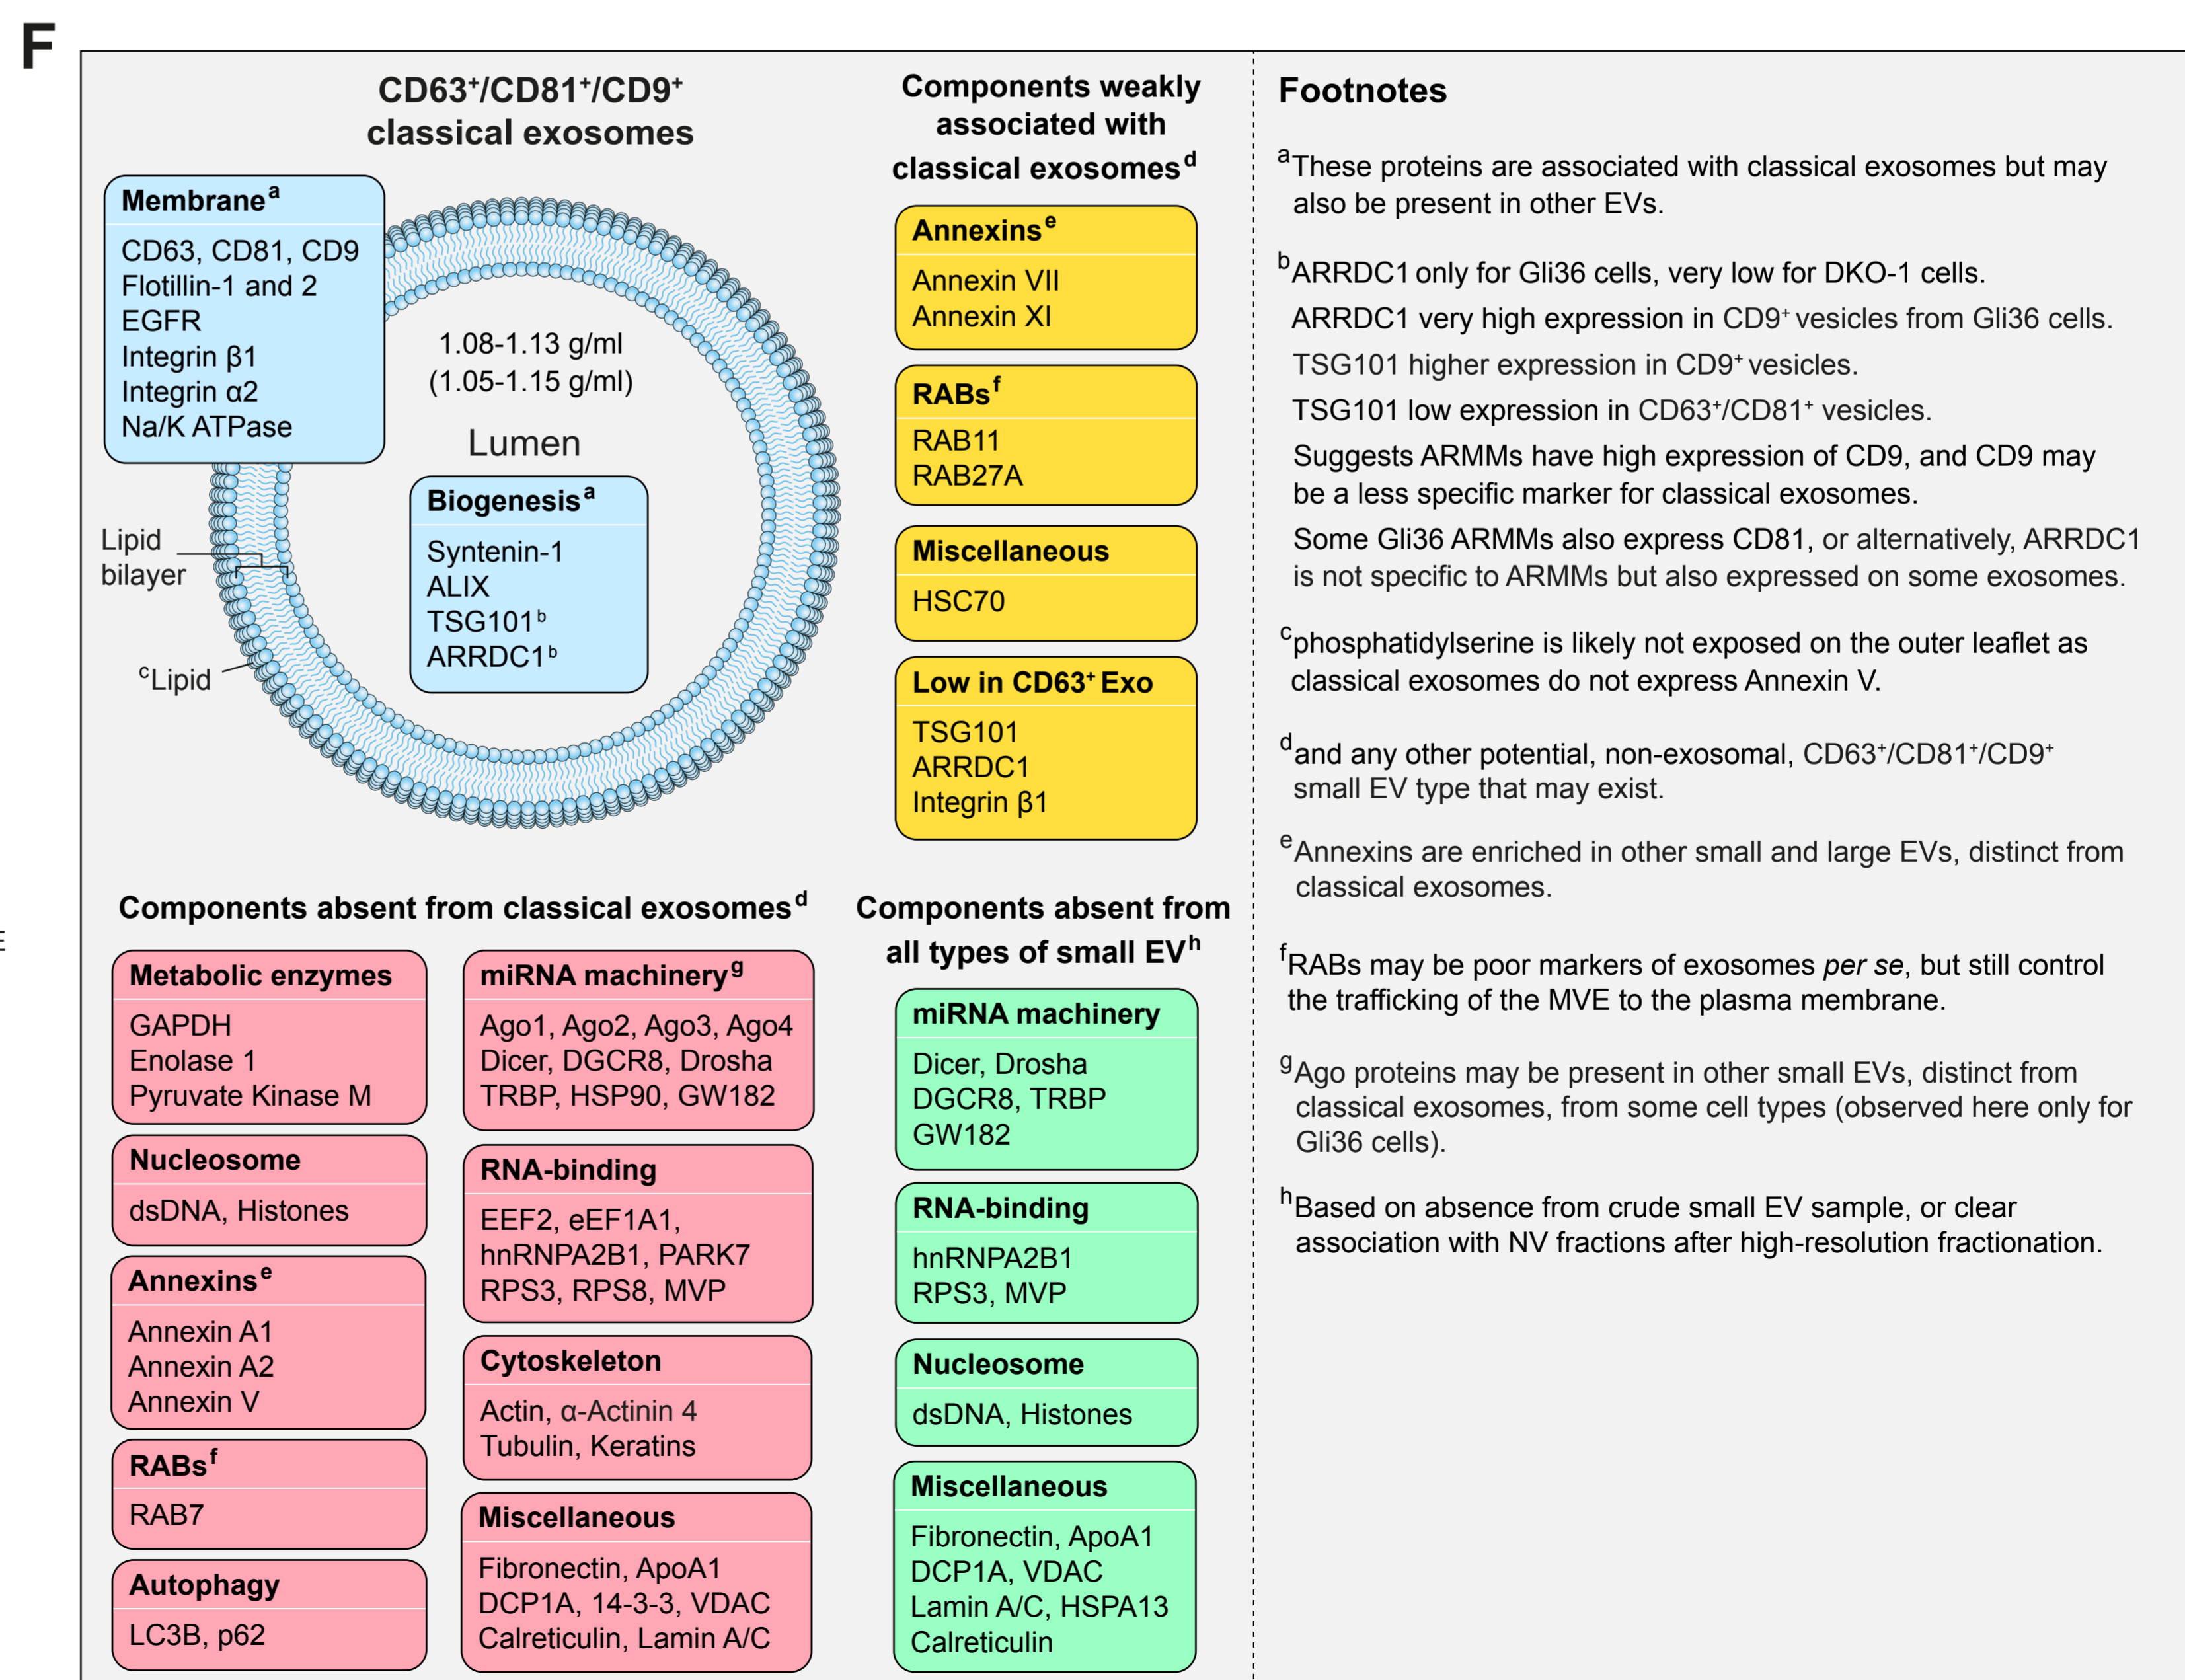 F
CD63⁺/CD81⁺/CD9⁺
classical exosomes
Membraneᵃ
CD63, CD81, CD9
Flotillin-1 and 2
EGFR
Integrin β1
Integrin α2
Na/K ATPase
1.08-1.13 g/ml
(1.05-1.15 g/ml)
Lumen
Biogenesisᵃ
Syntenin-1
ALIX
TSG101ᵇ
ARRDC1ᵇ
Lipid
bilayer
ᶜLipid
Components weakly
associated with
classical exosomesᵈ
Annexinsᵉ
Annexin VII
Annexin XI
RABsᶠ
RAB11
RAB27A
Miscellaneous
HSC70
Low in CD63⁺ Exo
TSG101
ARRDC1
Integrin β1
Components absent from classical exosomesᵈ
Metabolic enzymes
GAPDH
Enolase 1
Pyruvate Kinase M
Nucleosome
dsDNA, Histones
Annexinsᵉ
Annexin A1
Annexin A2
Annexin V
RABsᶠ
RAB7
Autophagy
LC3B, p62
miRNA machineryᵍ
Ago1, Ago2, Ago3, Ago4
Dicer, DGCR8, Drosha
TRBP, HSP90, GW182
RNA-binding
EEF2, eEF1A1,
hnRNPA2B1, PARK7
RPS3, RPS8, MVP
Cytoskeleton
Actin, α-Actinin 4
Tubulin, Keratins
Miscellaneous
Fibronectin, ApoA1
DCP1A, 14-3-3, VDAC
Calreticulin, Lamin A/C
Components absent from
all types of small EVʰ
miRNA machinery
Dicer, Drosha
DGCR8, TRBP
GW182
RNA-binding
hnRNPA2B1
RPS3, MVP
Nucleosome
dsDNA, Histones
Miscellaneous
Fibronectin, ApoA1
DCP1A, VDAC
Lamin A/C, HSPA13
Calreticulin
Footnotes
ᵃThese proteins are associated with classical exosomes but may
also be present in other EVs.
ᵇARRDC1 only for Gli36 cells, very low for DKO-1 cells.
ARRDC1 very high expression in CD9⁺ vesicles from Gli36 cells.
TSG101 higher expression in CD9⁺ vesicles.
TSG101 low expression in CD63⁺/CD81⁺ vesicles.
Suggests ARMMs have high expression of CD9, and CD9 may
be a less specific marker for classical exosomes.
Some Gli36 ARMMs also express CD81, or alternatively, ARRDC1
is not specific to ARMMs but also expressed on some exosomes.
ᶜphosphatidylserine is likely not exposed on the outer leaflet as
classical exosomes do not express Annexin V.
ᵈand any other potential, non-exosomal, CD63⁺/CD81⁺/CD9⁺
small EV type that may exist.
ᵉAnnexins are enriched in other small and large EVs, distinct from
classical exosomes.
ᶠRABs may be poor markers of exosomes per se, but still control
the trafficking of the MVE to the plasma membrane.
ᵍAgo proteins may be present in other small EVs, distinct from
classical exosomes, from some cell types (observed here only for
Gli36 cells).
ʰBased on absence from crude small EV sample, or clear
association with NV fractions after high-resolution fractionation.